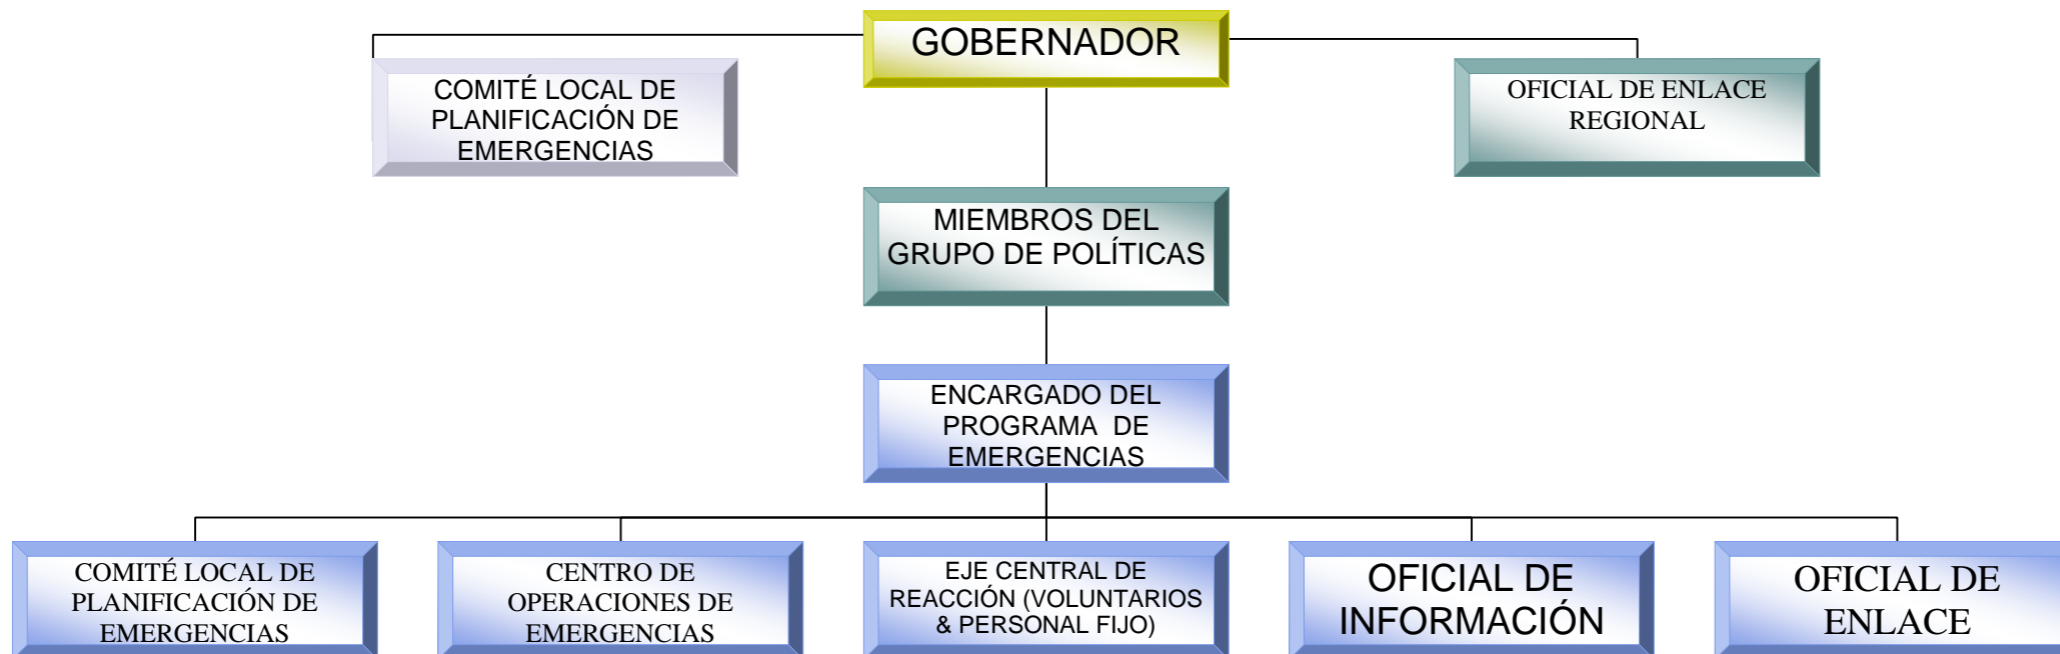 GOBERNADOR
COMITÉ LOCAL DE
PLANIFICACIÓN DE
EMERGENCIAS
OFICIAL DE ENLACE
REGIONAL
MIEMBROS DEL
GRUPO DE POLÍTICAS
ENCARGADO DEL
PROGRAMA DE
EMERGENCIAS
COMITÉ LOCAL DE
PLANIFICACIÓN DE
EMERGENCIAS
CENTRO DE
OPERACIONES DE
EMERGENCIAS
EJE CENTRAL DE
REACCIÓN (VOLUNTARIOS
& PERSONAL FIJO)
OFICIAL DE
INFORMACIÓN
OFICIAL DE
ENLACE